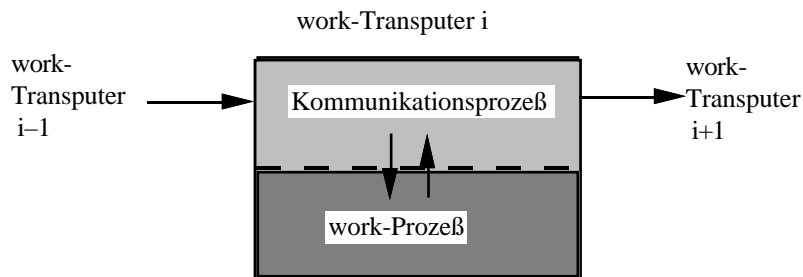 work-Transputer i
work-
Transputer
i–1
Kommunikationsprozeß
work-
Transputer
i+1
work-Prozeß